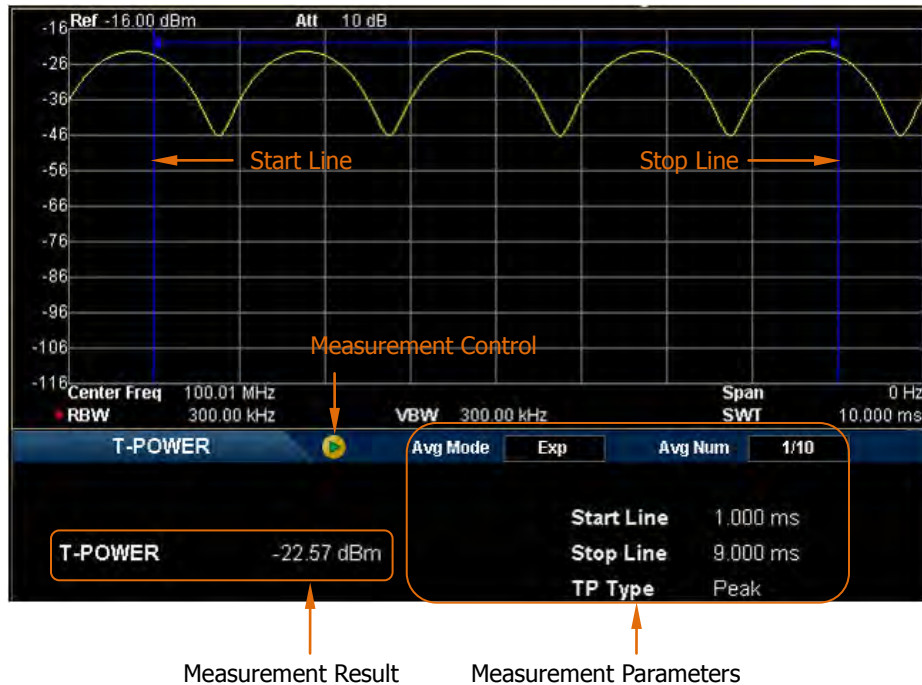 Ref -16.00 dBm Att 10 dB
-16
-26
-36
-46
-56
Start Line Stop Line
-66
-76
-86
-96
-106
Measurement Control
-116
Center Freq 100.01 MHz Span 0 Hz
RBW 300.00 kHz VBW 300.00 kHz SWT 10.000 ms
T-POWER Avg Mode Exp Avg Num 1/10
Start Line 1.000 ms
T-POWER -22.57 dBm Stop Line 9.000 ms
TP Type Peak
Measurement Result Measurement Parameters